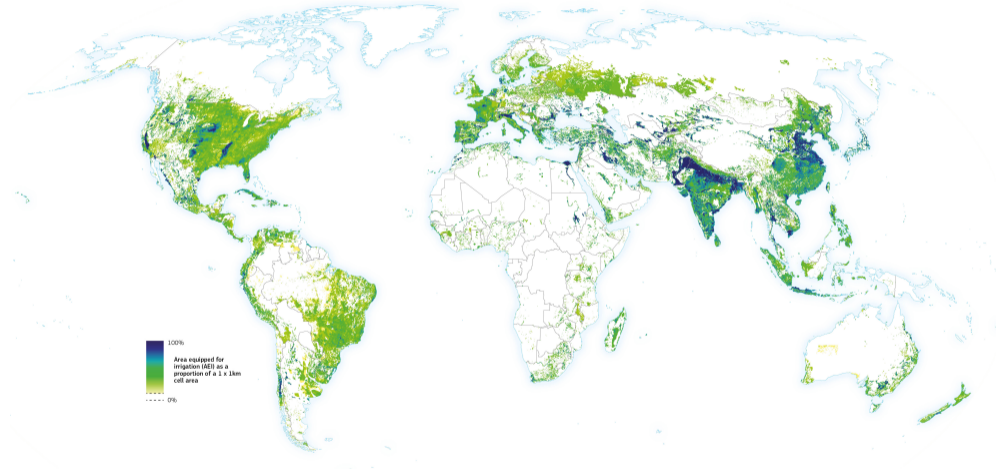 100%
Area equipped for
irrigation (AEI) as a
proportion of a 1 x 1km
cell area
0%